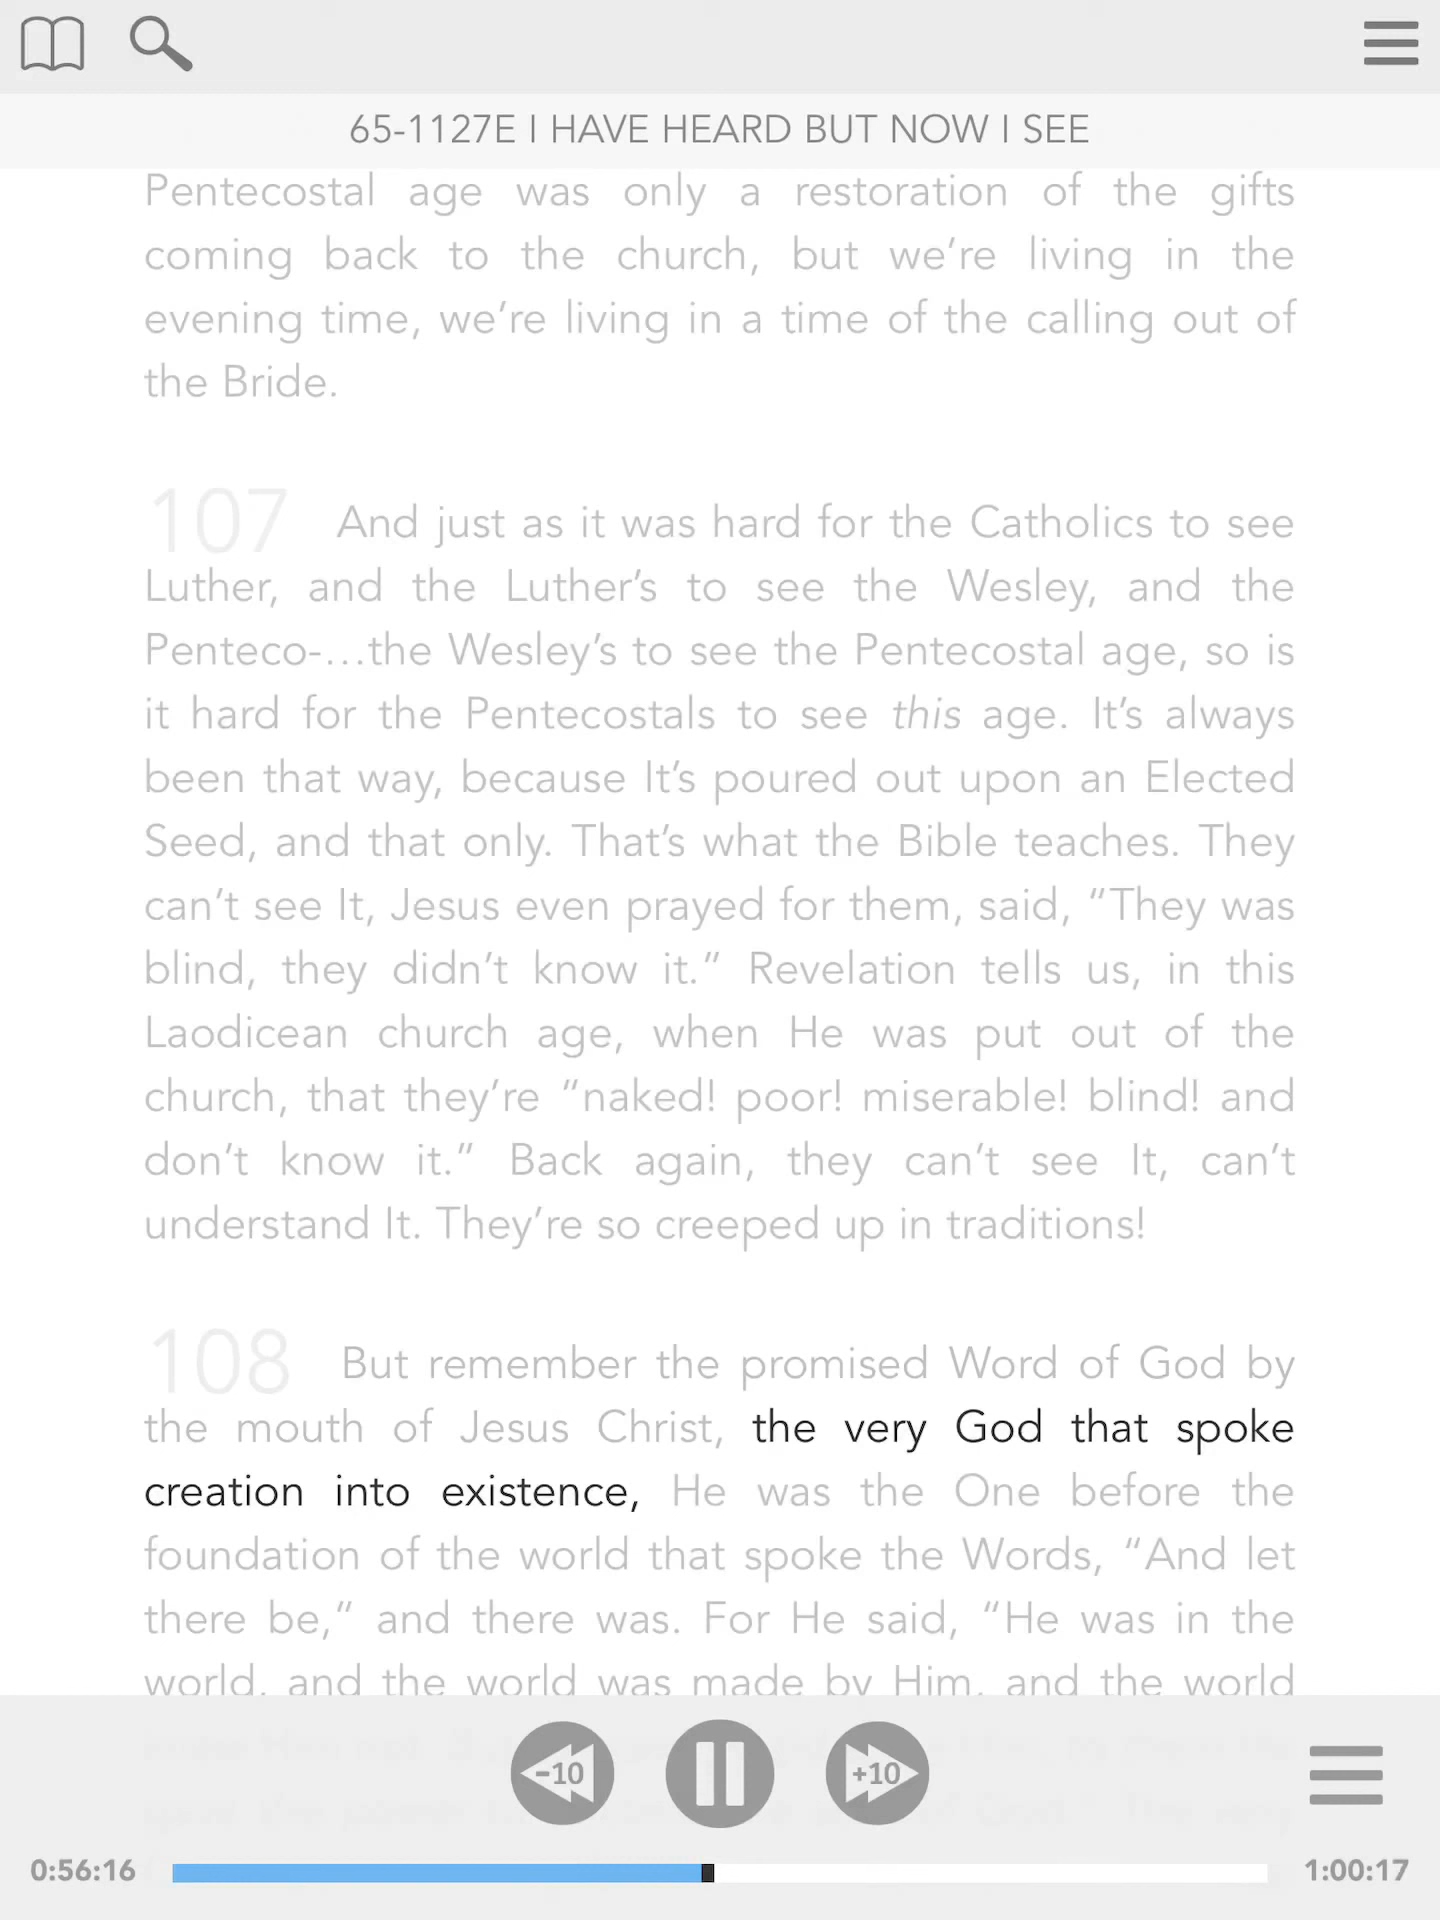 65-1127E I HAVE HEARD BUT NOW I SEE
Pentecostal age was only a restoration of the gifts
coming back to the church, but we’re living in the
evening time, we’re living in a time of the calling out of
the Bride.
107 And just as it was hard for the Catholics to see
Luther, and the Luther’s to see the Wesley, and the
Penteco-…the Wesley’s to see the Pentecostal age, so is
it hard for the Pentecostals to see this age. It’s always
been that way, because It’s poured out upon an Elected
Seed, and that only. That’s what the Bible teaches. They
can’t see It, Jesus even prayed for them, said, “They was
blind, they didn’t know it.” Revelation tells us, in this
Laodicean church age, when He was put out of the
church, that they’re “naked! poor! miserable! blind! and
don’t know it.” Back again, they can’t see It, can’t
understand It. They’re so creeped up in traditions!
108 But remember the promised Word of God by
the mouth of Jesus Christ, the very God that spoke
creation into existence, He was the One before the
foundation of the world that spoke the Words, “And let
there be,” and there was. For He said, “He was in the
world, and the world was made by Him, and the world
-10 +10
0:56:16 1:00:17